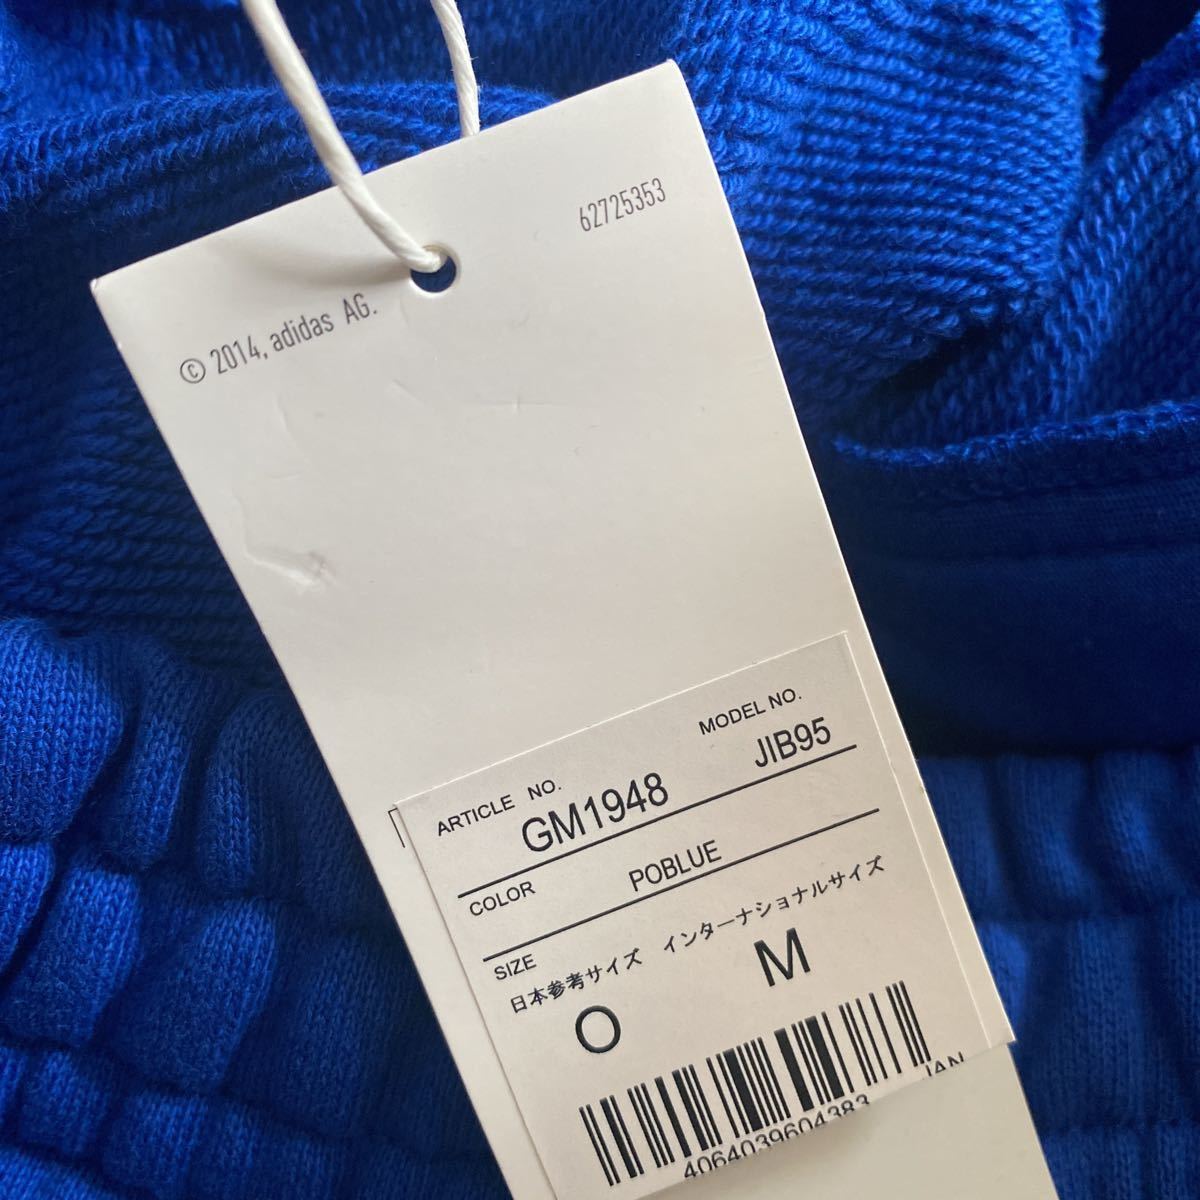 62725353
© 2014, adidas AG.
ARTICLE NO. MODEL NO.
GM1948 JIB95
COLOR POBLUE
SIZE
日本参考サイズ インターナショナルサイズ
O M
4064039604383 JAN